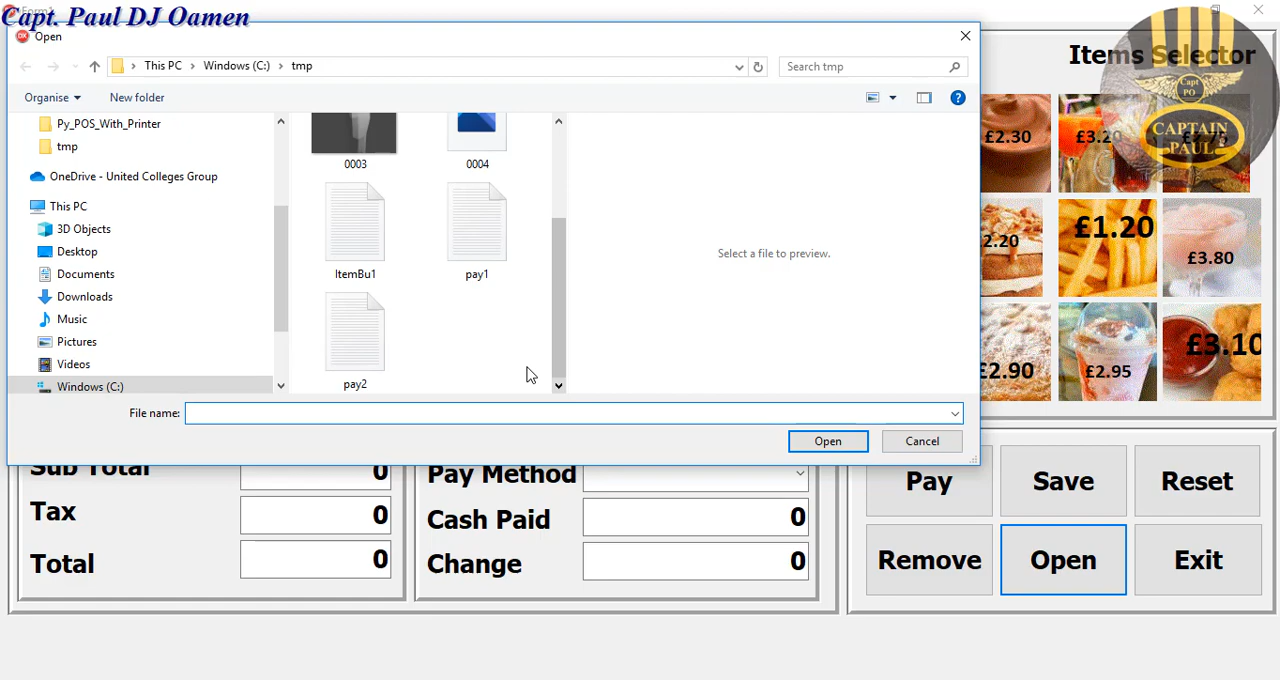 Capt. Paul DJ Oamen
Open
This PC
Windows (C:)
tmp
Search tmp
Organise
New folder
Py_POS_With_Printer
tmp
OneDrive - United Colleges Group
This PC
3D Objects
Desktop
Documents
Downloads
Music
Pictures
Videos
Windows (C:)
0003
0004
ItemBu1
pay1
pay2
Select a file to preview.
File name:
Open
Cancel
Items Selector
Capt
PO
CAPTAIN
PAUL
£2.30
£3.20
2.20
£1.20
£3.80
£2.90
£2.95
£3.10
Sub Total
0
Tax
0
Total
0
Pay Method
Cash Paid
0
Change
0
Pay
Save
Reset
Remove
Open
Exit